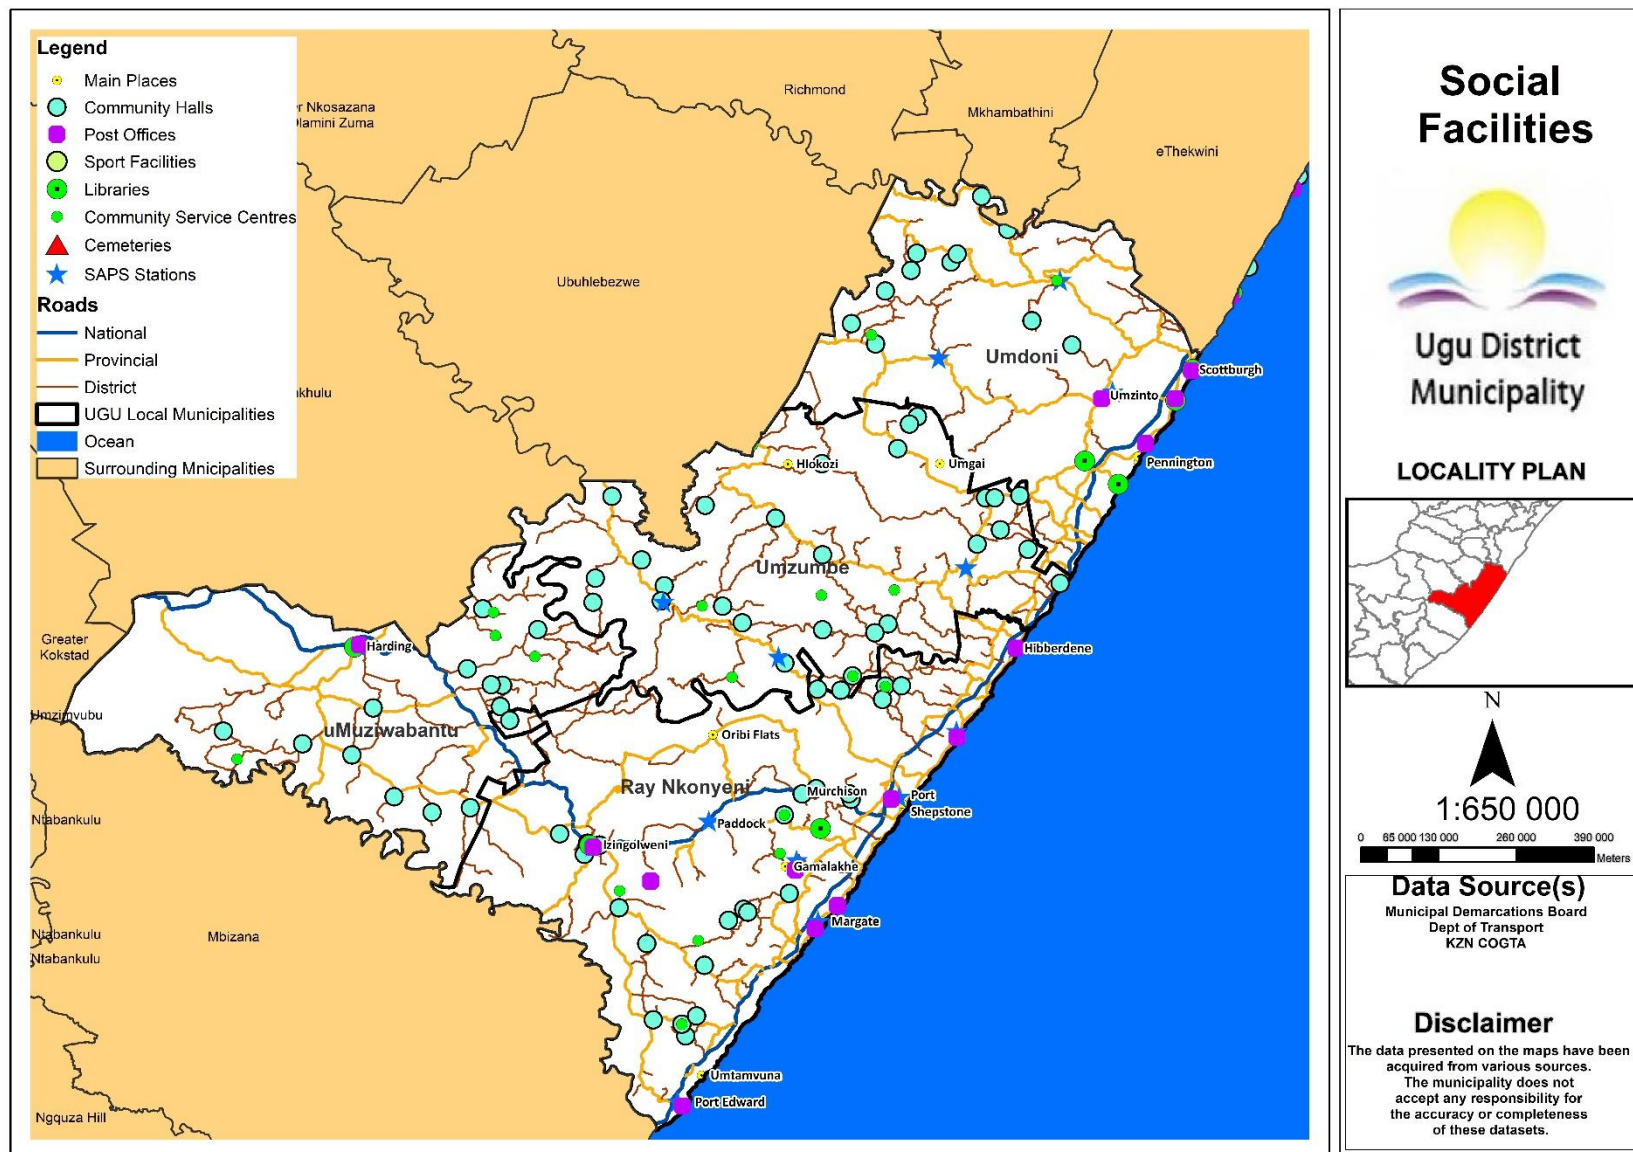 Legend
Main Places
Community Halls
Post Offices
Sport Facilities
Libraries
Community Service Centres
Cemeteries
SAPS Stations
Roads
National
Provincial
District
UGU Local Municipalities
Ocean
Surrounding Mnicipalities
er Nkosazana
Dlamini Zuma
Richmond
Mkhambathini
eThekwini
Ubuhlebezwe
akhulu
Umdoni
Scottburgh
Umzinto
Pennington
Hlokozi
Umgai
Umzumbe
Greater
Kokstad
Harding
Hibberdene
Umzimvubu
uMuziwabantu
Oribi Flats
Ray Nkonyeni
Murchison
Port
Shepstone
Ntabankulu
Paddock
Izingolweni
Gamalakhe
Margate
Ntabankulu
Mbizana
Ntabankulu
Umtamvuna
Port Edward
Ngquza Hill
Social
Facilities
Ugu District
Municipality
LOCALITY PLAN
N
1:650 000
0 65 000 130 000 260 000 390 000
Meters
Data Source(s)
Municipal Demarcations Board
Dept of Transport
KZN COGTA
Disclaimer
The data presented on the maps have been
acquired from various sources.
The municipality does not
accept any responsibility for
the accuracy or completeness
of these datasets.